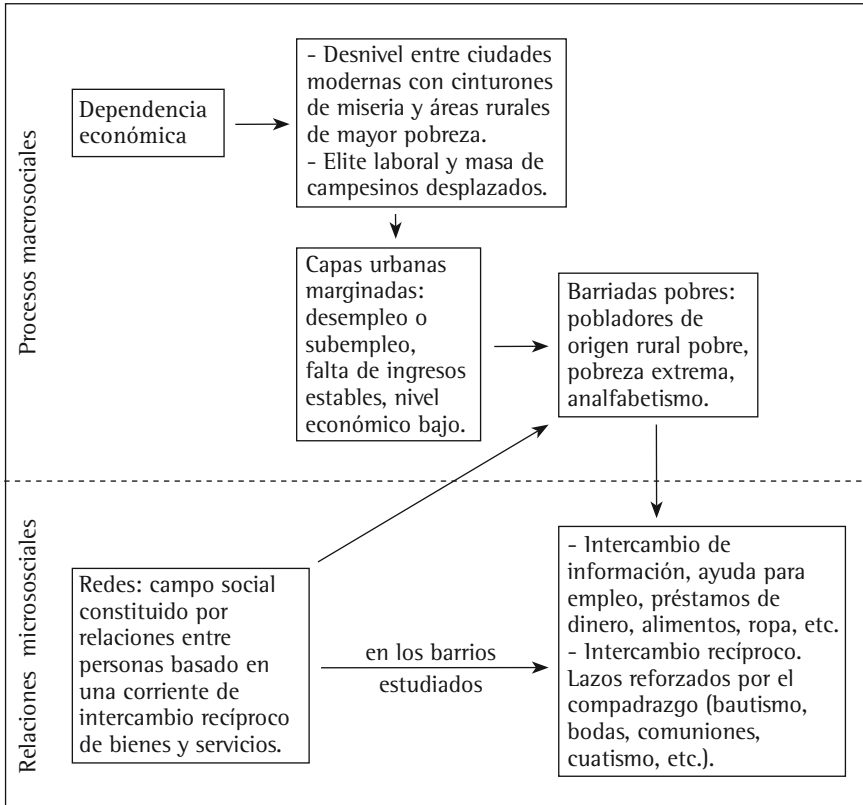 Procesos macrosociales
Dependencia
económica
- Desnivel entre ciudades
modernas con cinturones
de miseria y áreas rurales
de mayor pobreza.
- Elite laboral y masa de
campesinos desplazados.
Capas urbanas
marginadas:
desempleo o
subempleo,
falta de ingresos
estables, nivel
económico bajo.
Barriadas pobres:
pobladores de
origen rural pobre,
pobreza extrema,
analfabetismo.
Relaciones micrososciales
Redes: campo social
constituido por
relaciones entre
personas basado en
una corriente de
intercambio recíproco
de bienes y servicios.
en los barrios
estudiados
- Intercambio de
información, ayuda para
empleo, préstamos de
dinero, alimentos, ropa, etc.
- Intercambio recíproco.
Lazos reforzados por el
compadrazgo (bautismo,
bodas, comuniones,
cuatismo, etc.).